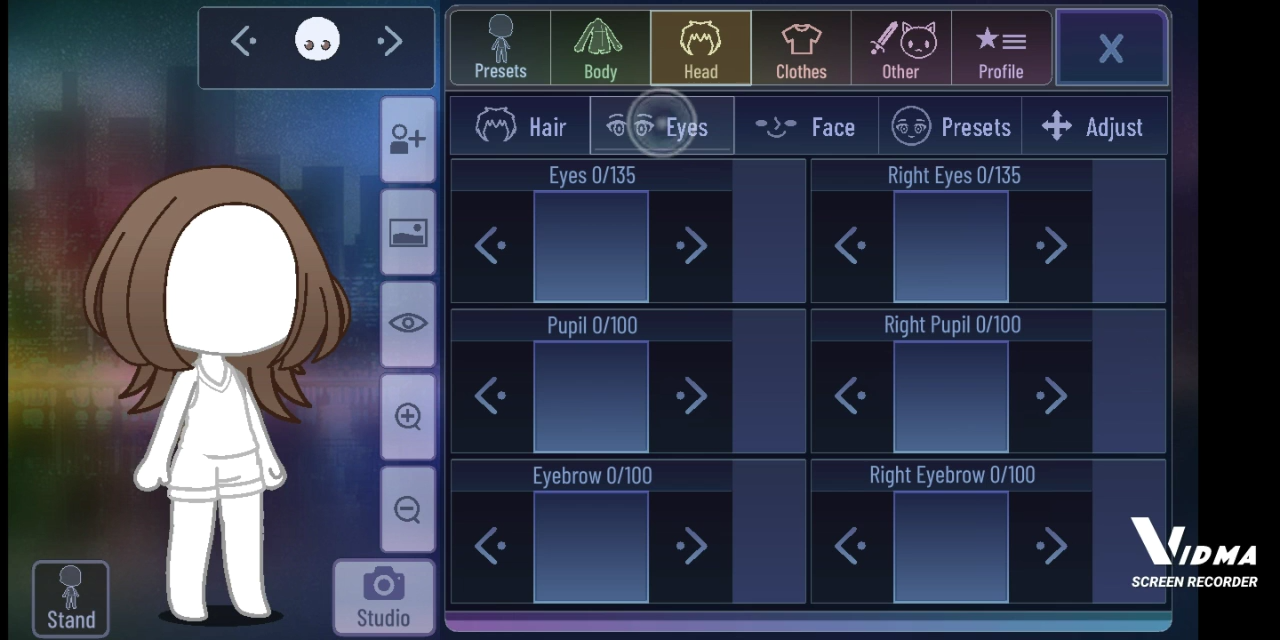 Presets
Body
Head
Clothes
Other
Profile
X
Hair
Eyes
Face
Presets
Adjust
Eyes 0/135
Right Eyes 0/135
Pupil 0/100
Right Pupil 0/100
Eyebrow 0/100
Right Eyebrow 0/100
Stand
Studio
VIDMA
SCREEN RECORDER